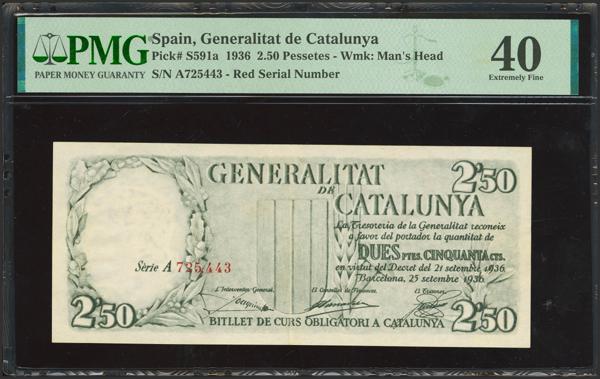 PMG
PAPER MONEY GUARANTY
Spain, Generalitat de Catalunya
Pick# S591a 1936 2.50 Pessetes - Wmk: Man's Head
S/N A725443 - Red Serial Number
40
Extremely Fine
GENERALITAT
DE
CATALUNYA
2'50
La Tresoreria de la Generalitat reconeix
a favor del portador la quantitat de
DUES PTES. CINQUANTA CTS.
en virtut del Decret del 21 setembre 1936
Barcelona, 25 setembre 1936
Sèrie A 725,443
L'Interventor General, El Conseller de Finances, El Tresorer,
2'50
BITLLET DE CURS OBLIGATORI A CATALUNYA
2'50